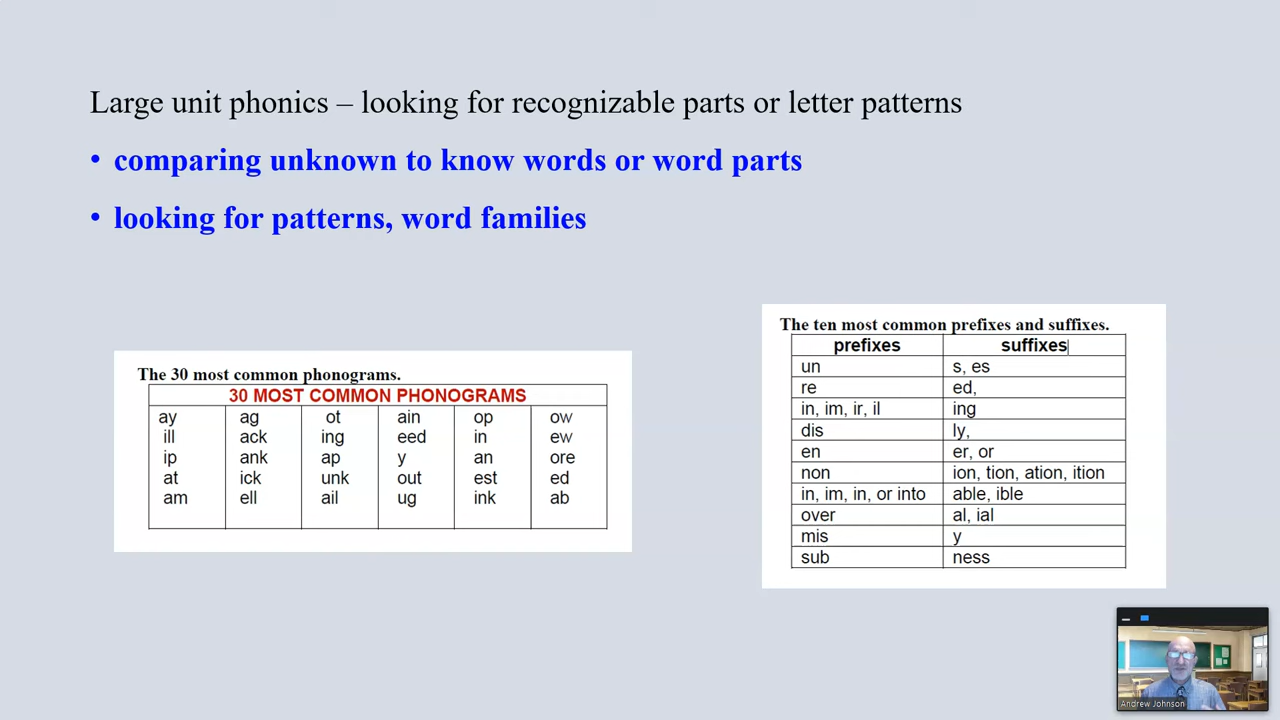 Large unit phonics – looking for recognizable parts or letter patterns
• comparing unknown to know words or word parts
• looking for patterns, word families
The 30 most common phonograms.
30 MOST COMMON PHONOGRAMS
ay ag ot ain op ow
ill ack ing eed in ew
ip ank ap y an ore
at ick unk out est ed
am ell ail ug ink ab
The ten most common prefixes and suffixes.
prefixes suffixes
un s, es
re ed,
in, im, ir, il ing
dis ly,
en er, or
non ion, tion, ation, ition
in, im, in, or into able, ible
over al, ial
mis y
sub ness
Andrew Johnson